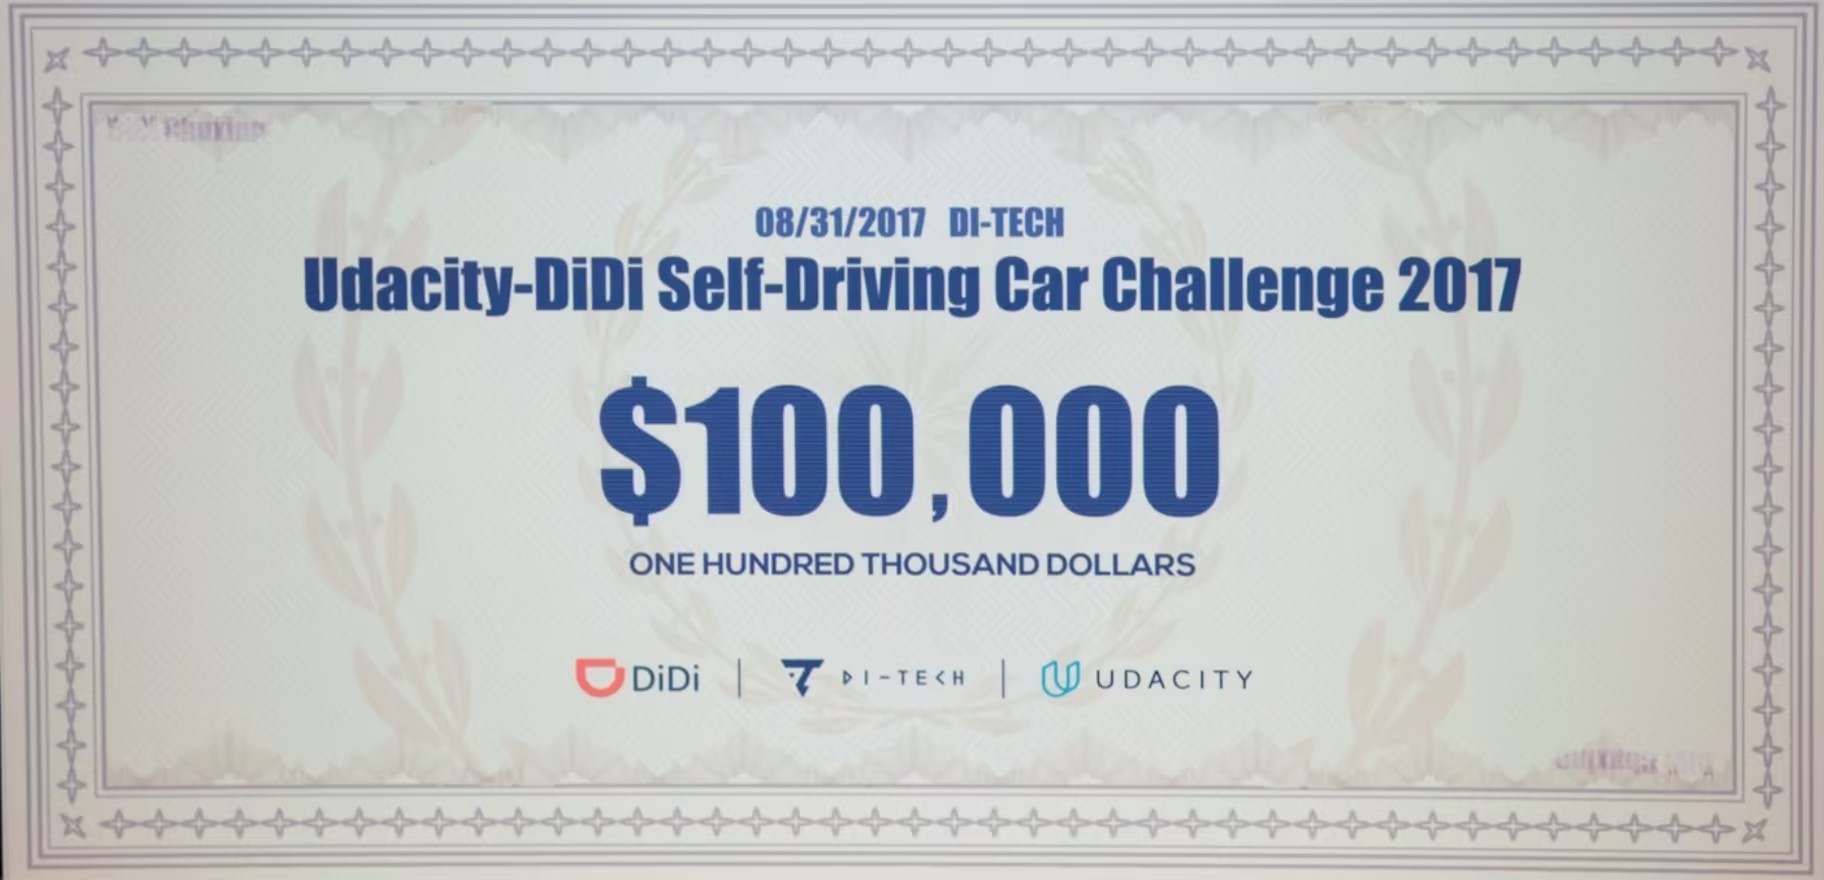 08/31/2017 DI-TECH
Udacity-DiDi Self-Driving Car Challenge 2017
$100,000
ONE HUNDRED THOUSAND DOLLARS
DiDi | DI-TECH | UDACITY